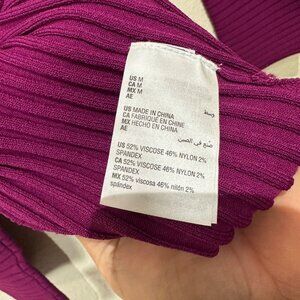 US M
CA M
MX M
AE وسط
US MADE IN CHINA
CA FABRIQUÉ EN CHINE
MX HECHO EN CHINA
AE صنع في الصين
US 52% VISCOSE 46% NYLON 2%
SPANDEX
CA 52% VISCOSE 46% NYLON 2%
SPANDEX
MX 52% viscosa 46% nilón 2%
spándex